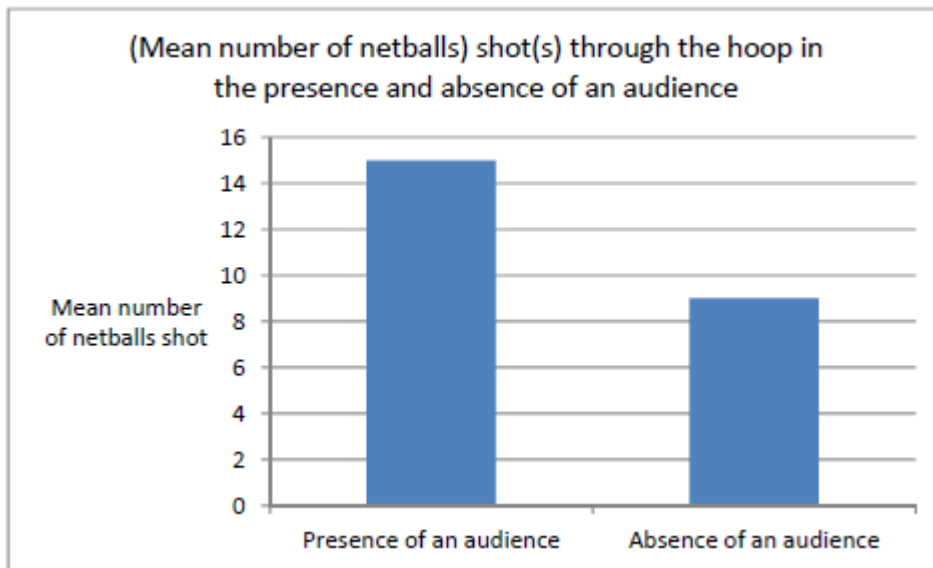 (Mean number of netballs) shot(s) through the hoop in
the presence and absence of an audience
16
14
12
10
8
6
4
2
0
Mean number
of netballs shot
Presence of an audience
Absence of an audience